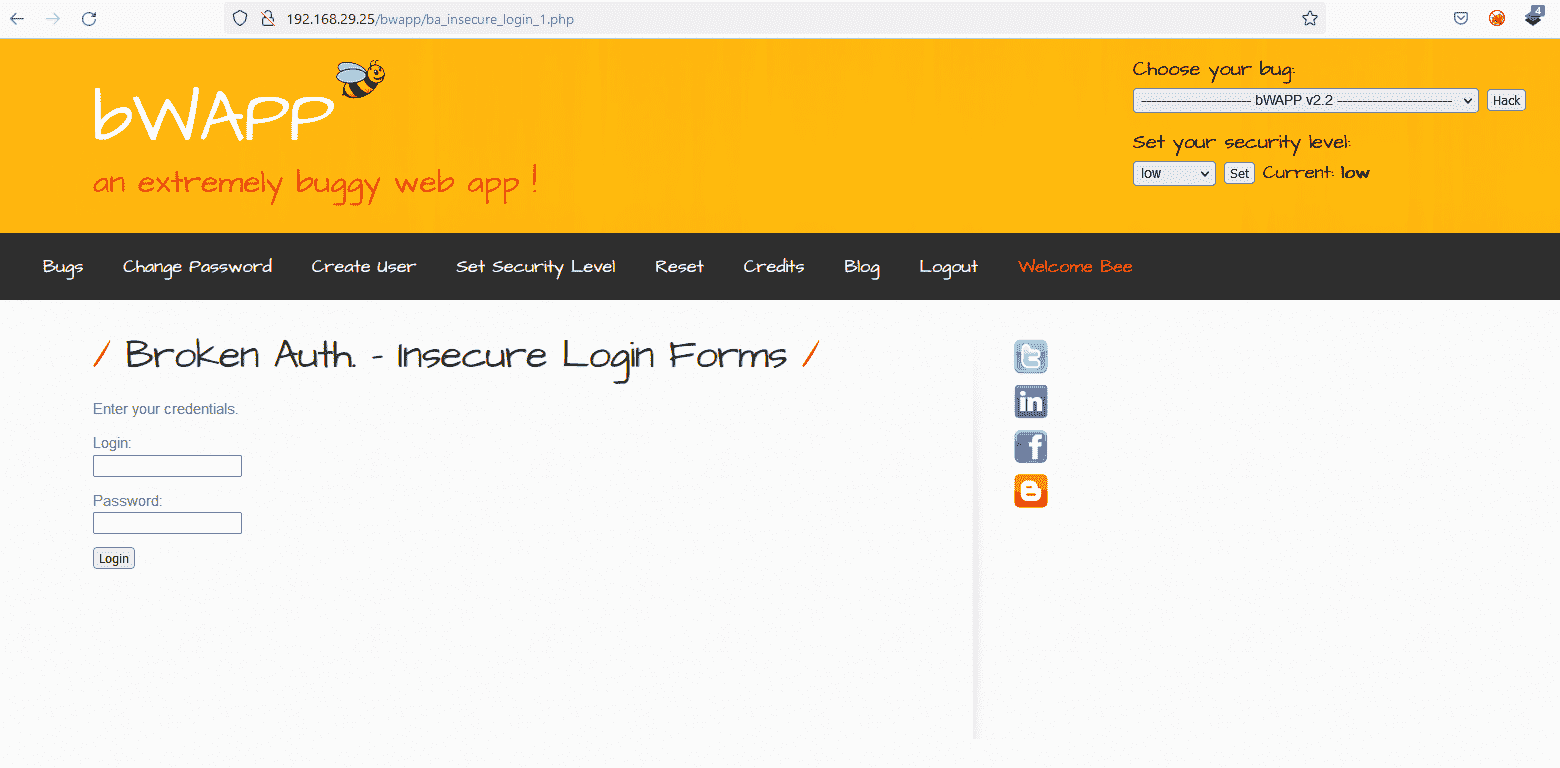 192.168.29.25/bwapp/ba_insecure_login_1.php
4
bWAPP
an extremely buggy web app !
Choose your bug:
------------------------ bWAPP v2.2 ------------------------
Hack
Set your security level:
low
Set
Current: low
Bugs
Change Password
Create User
Set Security Level
Reset
Credits
Blog
Logout
Welcome Bee
/ Broken Auth. - Insecure Login Forms /
Enter your credentials.
Login:
Password:
Login
in